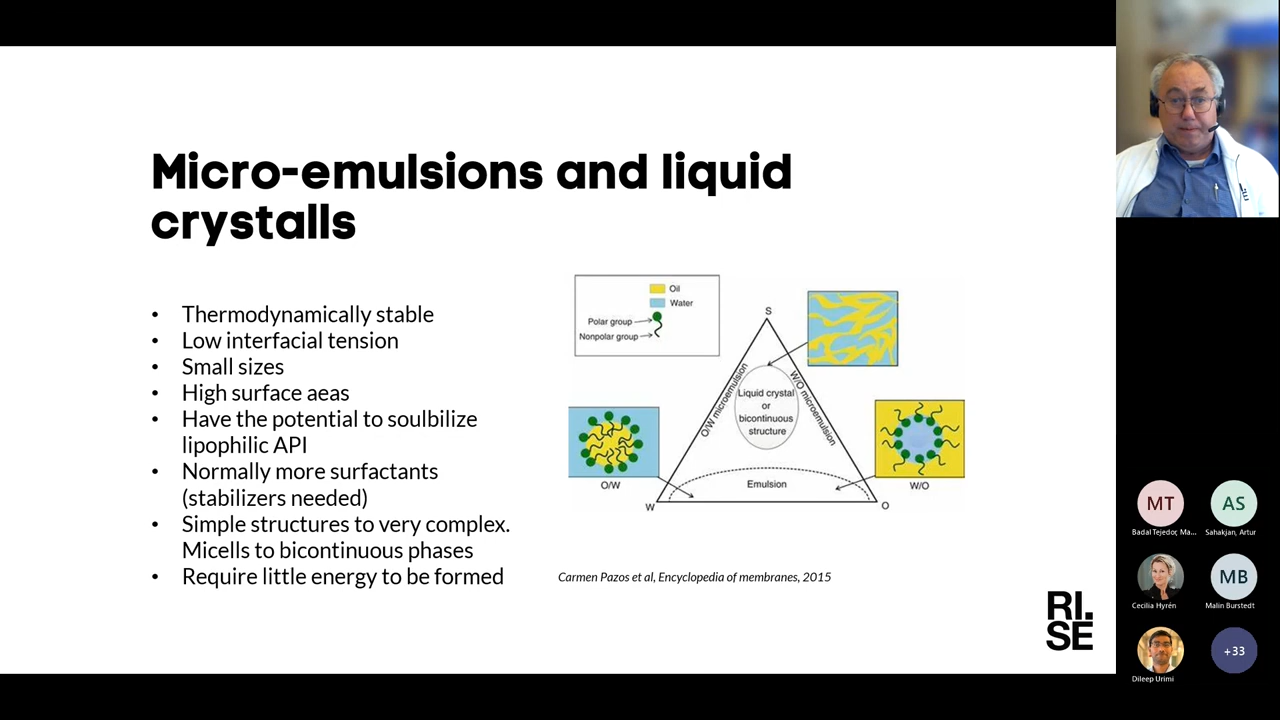 Micro-emulsions and liquid
crystalls
• Thermodynamically stable
• Low interfacial tension
• Small sizes
• High surface aeas
• Have the potential to soulbilize
lipophilic API
• Normally more surfactants
(stabilizers needed)
• Simple structures to very complex.
Micells to bicontinuous phases
• Require little energy to be formed
Oil
Water
Polar group
Nonpolar group
S
O/W microemulsion
W/O microemulsion
Liquid crystal
or
bicontinuous
structure
O/W
W/O
Emulsion
W
O
Carmen Pazos et al, Encyclopedia of membranes, 2015
RI.
SE
MT
AS
Badal Tejedor, Ma...
Sahakjan, Artur
MB
Cecilia Hyrén
Malin Burstedt
+33
Dileep Urimi